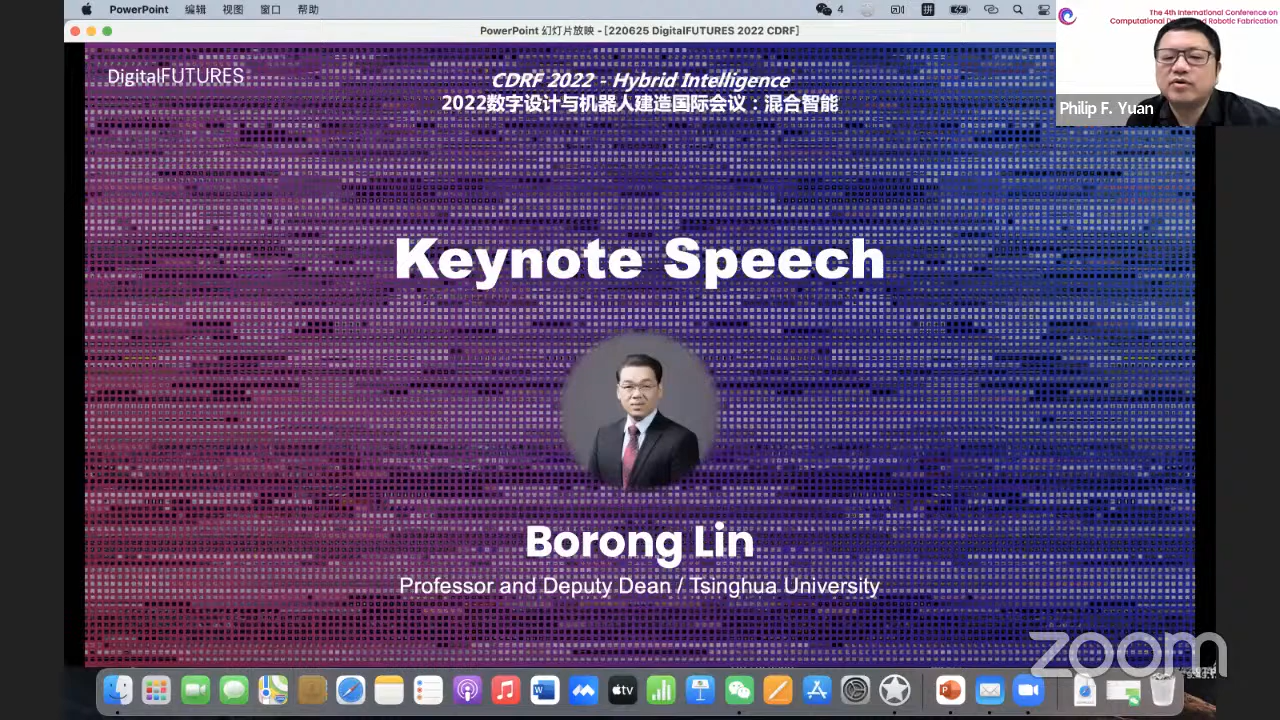 PowerPoint 编辑 视图 窗口 帮助 4 拼
PowerPoint 幻灯片放映 - [220625 DigitalFUTURES 2022 CDRF]
The 4th International Conference on
Philip F. Yuan
DigitalFUTURES
CDRF 2022 - Hybrid Intelligence
2022数字设计与机器人建造国际会议：混合智能
Keynote Speech
Borong Lin
Professor and Deputy Dean / Tsinghua University
zoom
tv